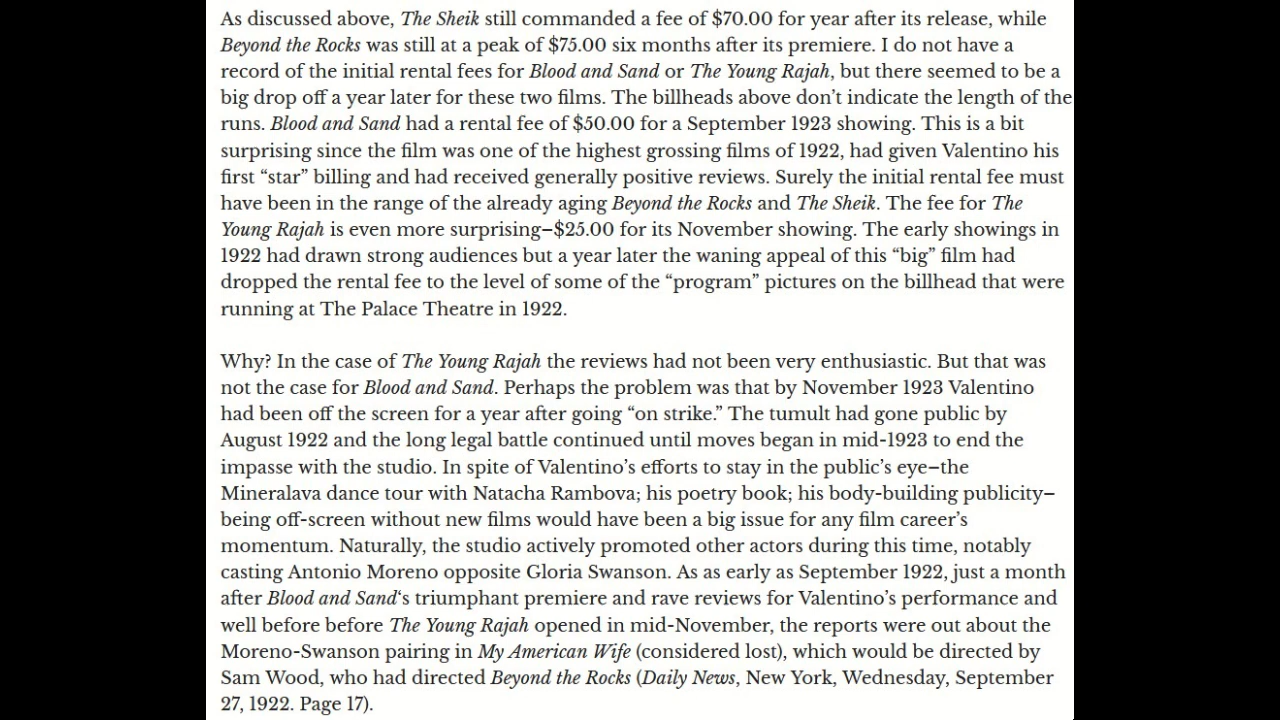 As discussed above, The Sheik still commanded a fee of $70.00 for year after its release, while
Beyond the Rocks was still at a peak of $75.00 six months after its premiere. I do not have a
record of the initial rental fees for Blood and Sand or The Young Rajah, but there seemed to be a
big drop off a year later for these two films. The billheads above don’t indicate the length of the
runs. Blood and Sand had a rental fee of $50.00 for a September 1923 showing. This is a bit
surprising since the film was one of the highest grossing films of 1922, had given Valentino his
first “star” billing and had received generally positive reviews. Surely the initial rental fee must
have been in the range of the already aging Beyond the Rocks and The Sheik. The fee for The
Young Rajah is even more surprising–$25.00 for its November showing. The early showings in
1922 had drawn strong audiences but a year later the waning appeal of this “big” film had
dropped the rental fee to the level of some of the “program” pictures on the billhead that were
running at The Palace Theatre in 1922.
Why? In the case of The Young Rajah the reviews had not been very enthusiastic. But that was
not the case for Blood and Sand. Perhaps the problem was that by November 1923 Valentino
had been off the screen for a year after going “on strike.” The tumult had gone public by
August 1922 and the long legal battle continued until moves began in mid-1923 to end the
impasse with the studio. In spite of Valentino’s efforts to stay in the public’s eye–the
Mineralava dance tour with Natacha Rambova; his poetry book; his body-building publicity–
being off-screen without new films would have been a big issue for any film career’s
momentum. Naturally, the studio actively promoted other actors during this time, notably
casting Antonio Moreno opposite Gloria Swanson. As as early as September 1922, just a month
after Blood and Sand‘s triumphant premiere and rave reviews for Valentino’s performance and
well before before The Young Rajah opened in mid-November, the reports were out about the
Moreno-Swanson pairing in My American Wife (considered lost), which would be directed by
Sam Wood, who had directed Beyond the Rocks (Daily News, New York, Wednesday, September
27, 1922. Page 17).